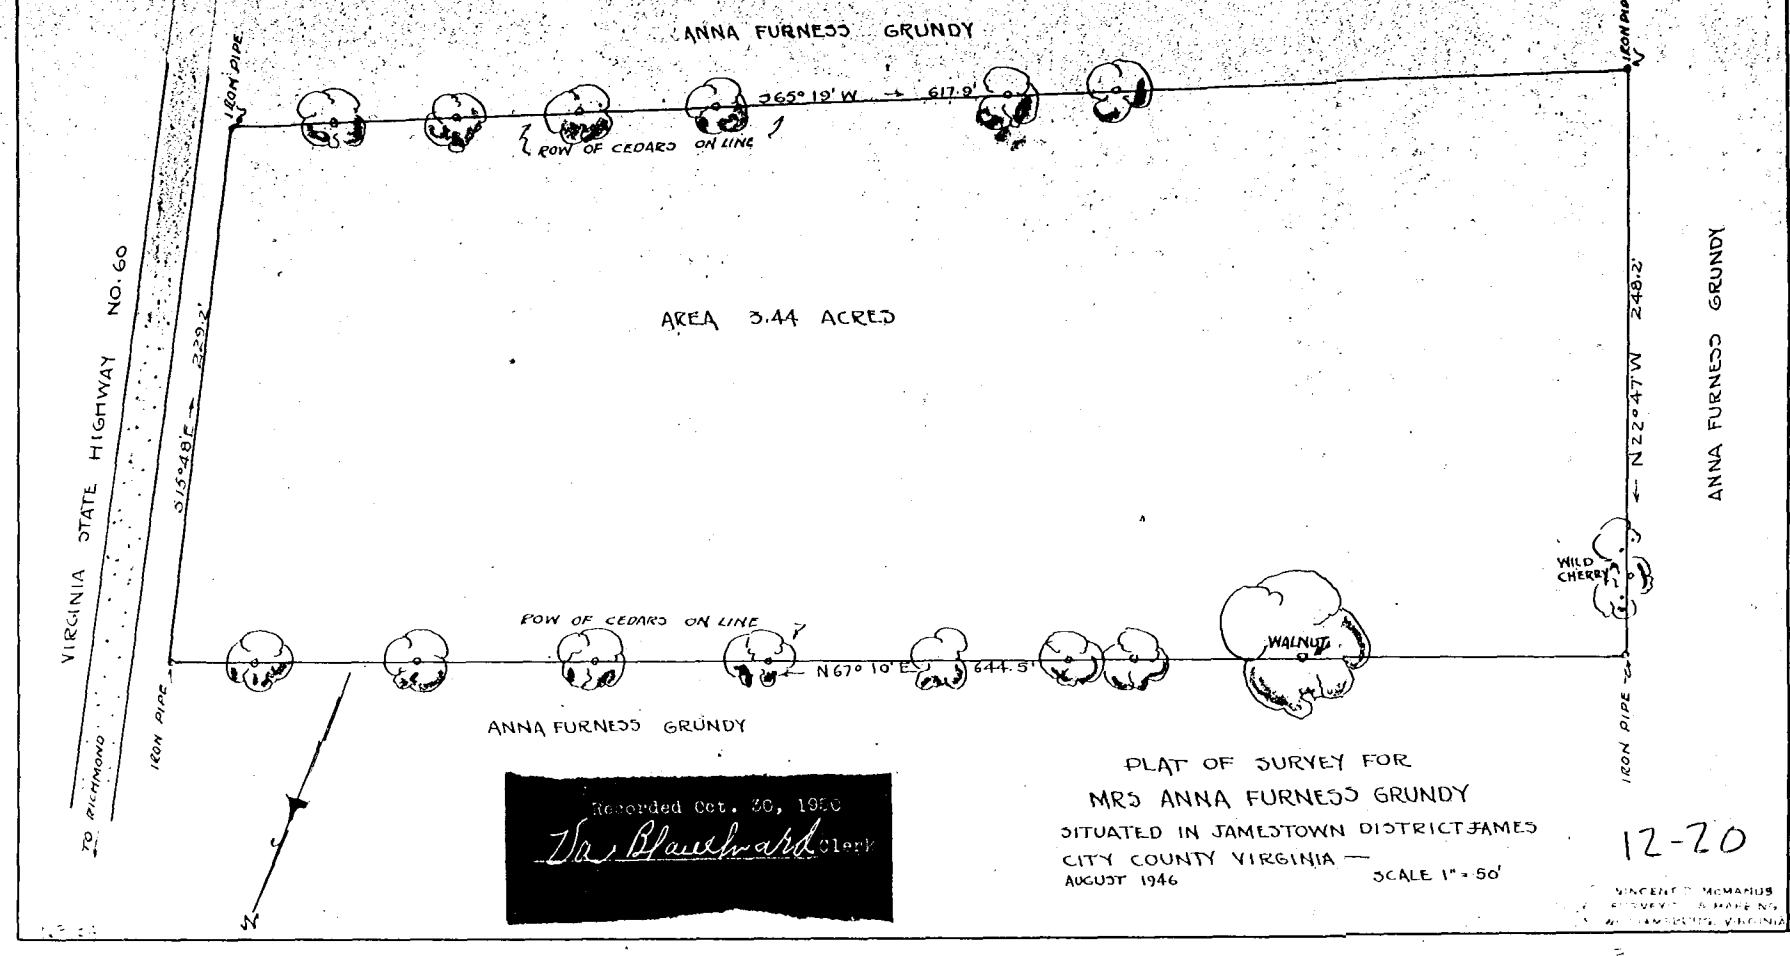 ANNA FURNESS GRUNDY
IRON PIPE
IRON PIP
S65° 19' W → 617.9'
ROW OF CEDARS ON LINE
VIRGINIA STATE HIGHWAY NO. 60
S15°48'E → 229.2'
AREA 3.44 ACRES
← N22°47'W 248.2'
ANNA FURNESS GRUNDY
WILD
CHERRY
ROW OF CEDARS ON LINE
WALNUT
← N67° 10' E 644.5'
IRON PIPE
IRON PIPE
TO RICHMOND
ANNA FURNESS GRUNDY
N
Recorded Oct. 30,
Clerk
PLAT OF SURVEY FOR
MRS ANNA FURNESS GRUNDY
SITUATED IN JAMESTOWN DISTRICT JAMES
CITY COUNTY VIRGINIA —
AUGUST 1946 SCALE 1" = 50'
12-20
VINCENT D. McMANUS
WILLIAMSBURG, VIRGINIA